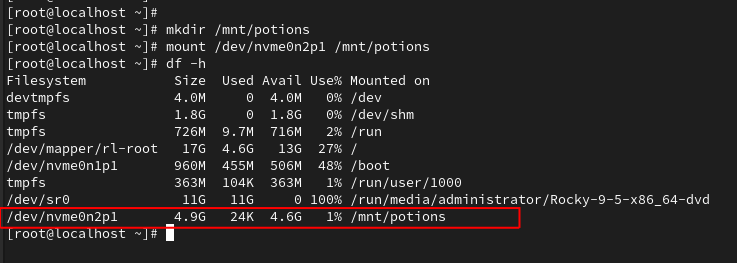 [root@localhost ~]#
[root@localhost ~]# mkdir /mnt/potions
[root@localhost ~]# mount /dev/nvme0n2p1 /mnt/potions
[root@localhost ~]# df -h
Filesystem           Size  Used Avail Use% Mounted on
devtmpfs             4.0M     0  4.0M   0% /dev
tmpfs                1.8G     0  1.8G   0% /dev/shm
tmpfs                726M  9.7M  716M   2% /run
/dev/mapper/rl-root   17G  4.6G   13G  27% /
/dev/nvme0n1p1       960M  455M  506M  48% /boot
tmpfs                363M  104K  363M   1% /run/user/1000
/dev/sr0              11G   11G     0 100% /run/media/administrator/Rocky-9-5-x86_64-dvd
/dev/nvme0n2p1       4.9G   24K  4.6G   1% /mnt/potions
[root@localhost ~]#